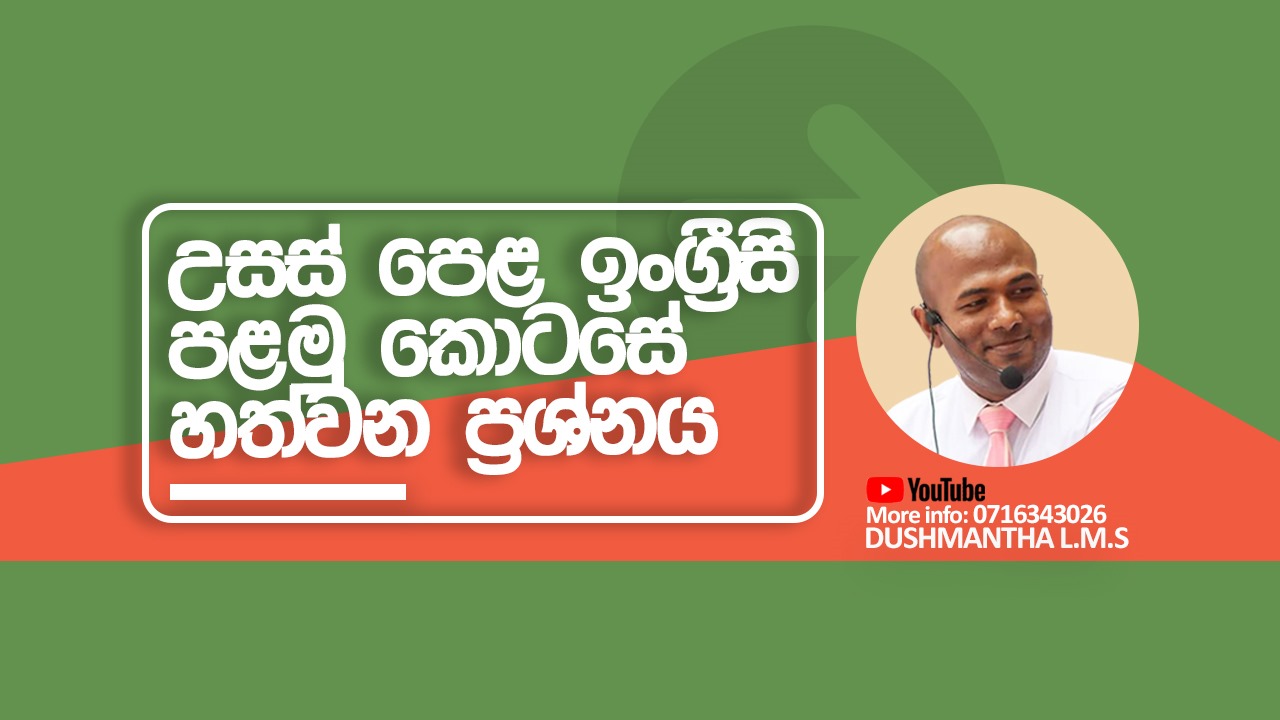 උසස් පෙළ ඉංග්‍රීසි
පළමු කොටසේ
හත්වන ප්‍රශ්නය
YouTube
More info: 0716343026
DUSHMANTHA L.M.S